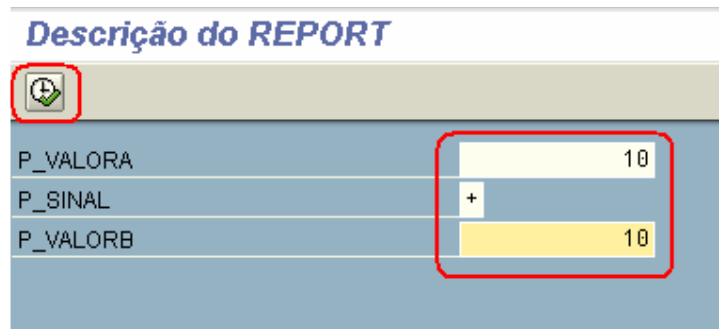 Descrição do REPORT
P_VALORA 10
P_SINAL +
P_VALORB 10